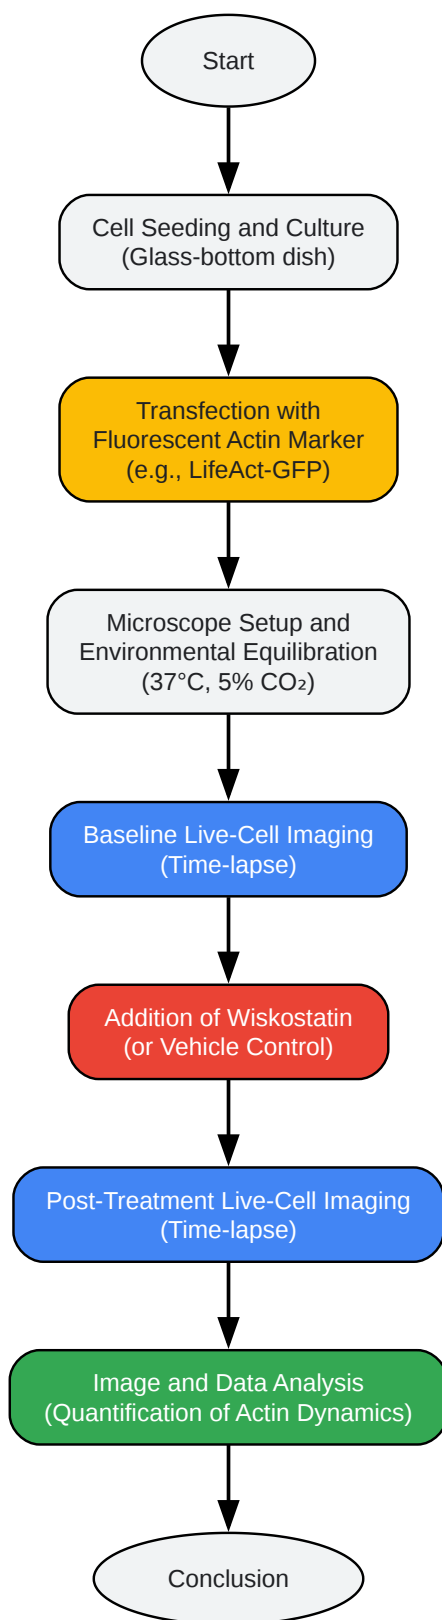 Start
Cell Seeding and Culture
(Glass-bottom dish)
Transfection with
Fluorescent Actin Marker
(e.g., LifeAct-GFP)
Microscope Setup and
Environmental Equilibration
(37°C, 5% CO₂)
Baseline Live-Cell Imaging
(Time-lapse)
Addition of Wiskostatin
(or Vehicle Control)
Post-Treatment Live-Cell Imaging
(Time-lapse)
Image and Data Analysis
(Quantification of Actin Dynamics)
Conclusion